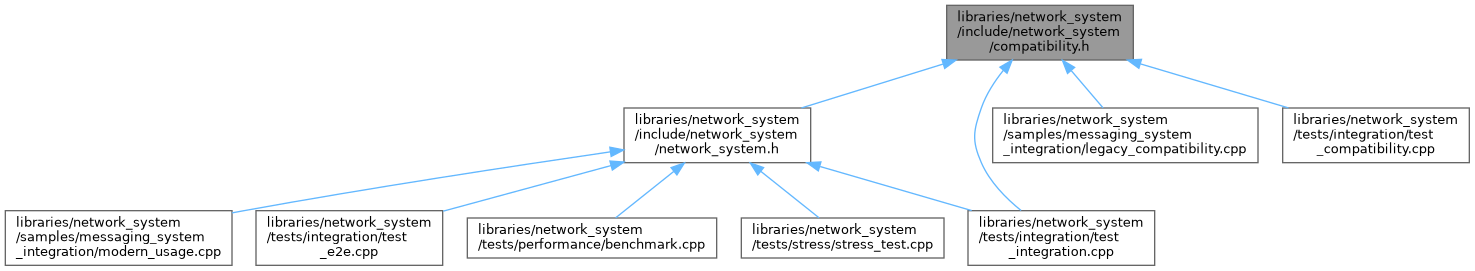 libraries/network_system
/include/network_system
/compatibility.h
libraries/network_system
/include/network_system
/network_system.h
libraries/network_system
/samples/messaging_system
_integration/legacy_compatibility.cpp
libraries/network_system
/tests/integration/test
_compatibility.cpp
libraries/network_system
/samples/messaging_system
_integration/modern_usage.cpp
libraries/network_system
/tests/integration/test
_e2e.cpp
libraries/network_system
/tests/performance/benchmark.cpp
libraries/network_system
/tests/stress/stress_test.cpp
libraries/network_system
/tests/integration/test
_integration.cpp